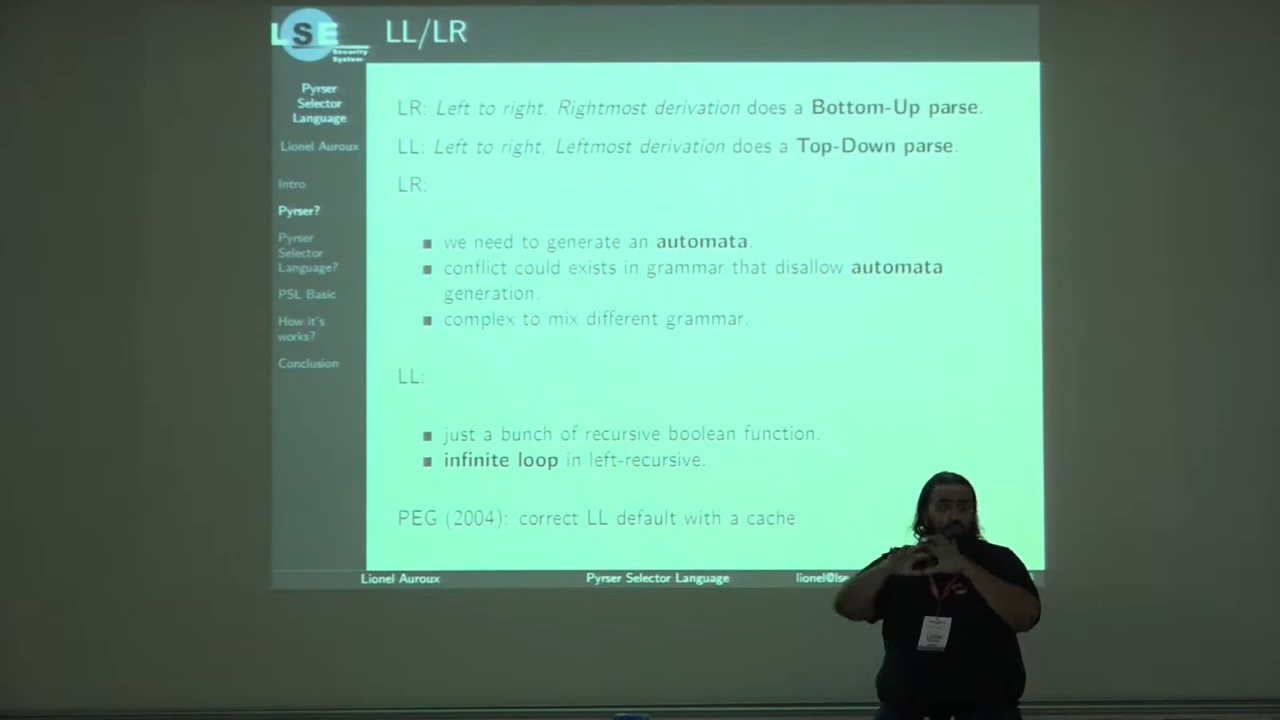 LSE
Security
System
LL/LR
Pyrser
Selector
Language
Lionel Auroux
Intro
Pyrser?
Pyrser
Selector
Language?
PSL Basic
How it's
works?
Conclusion
LR: Left to right, Rightmost derivation does a Bottom-Up parse.
LL: Left to right, Leftmost derivation does a Top-Down parse.
LR:
we need to generate an automata.
conflict could exists in grammar that disallow automata
generation.
complex to mix different grammar.
LL:
just a bunch of recursive boolean function.
infinite loop in left-recursive.
PEG (2004): correct LL default with a cache
Lionel Auroux
Pyrser Selector Language
lionel@lse